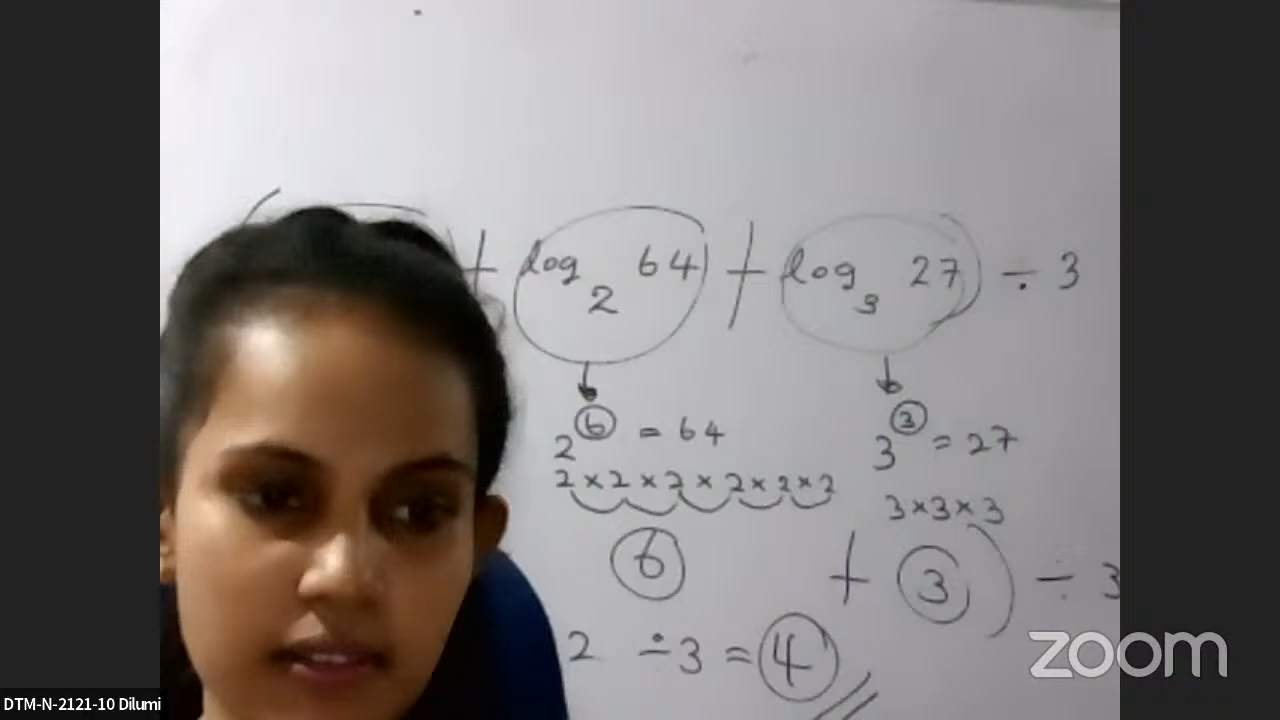 + log₂ 64 + log₃ 27 ) ÷ 3
2⁶ = 64
3³ = 27
2 × 2 × 2 × 2 × 2 × 2
3 × 3 × 3
6 + 3 ) ÷ 3
2 ÷ 3 = 4
zoom
DTM-N-2121-10 Dilumi